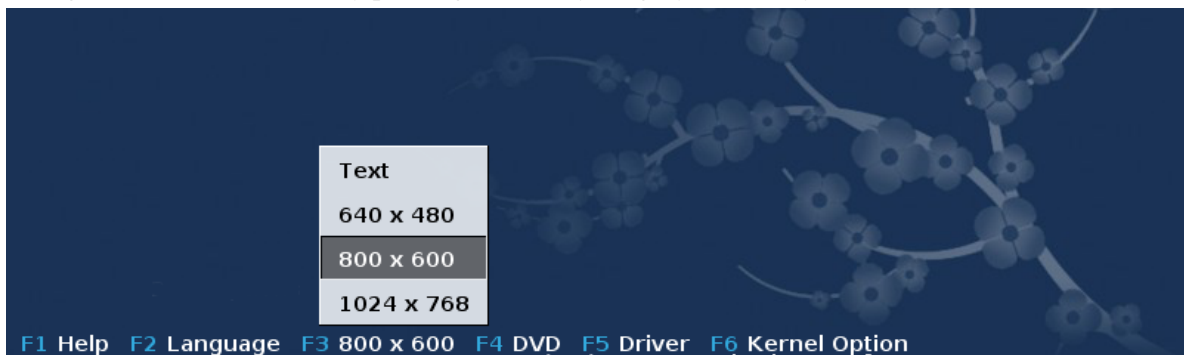 Text
640 x 480
800 x 600
1024 x 768
F1 Help F2 Language F3 800 x 600 F4 DVD F5 Driver F6 Kernel Option